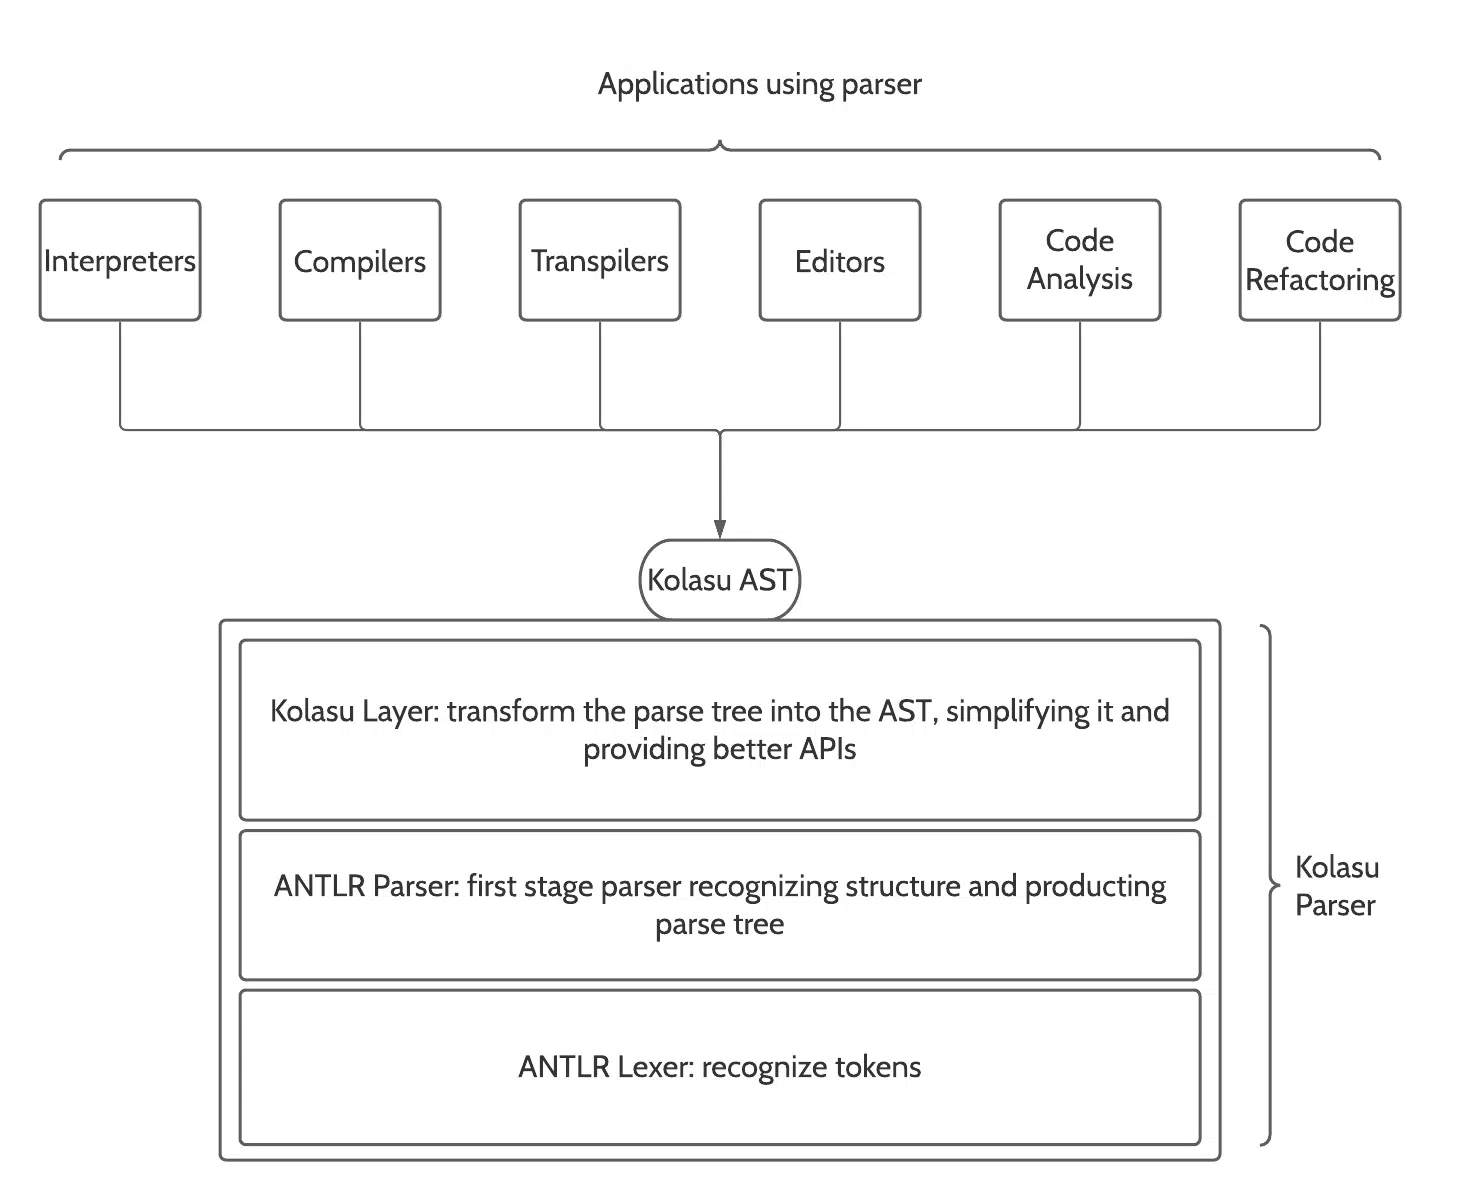 Applications using parser
Interpreters
Compilers
Transpilers
Editors
Code
Analysis
Code
Refactoring
Kolasu AST
Kolasu Layer: transform the parse tree into the AST, simplifying it and
providing better APIs
ANTLR Parser: first stage parser recognizing structure and producting
parse tree
ANTLR Lexer: recognize tokens
Kolasu
Parser